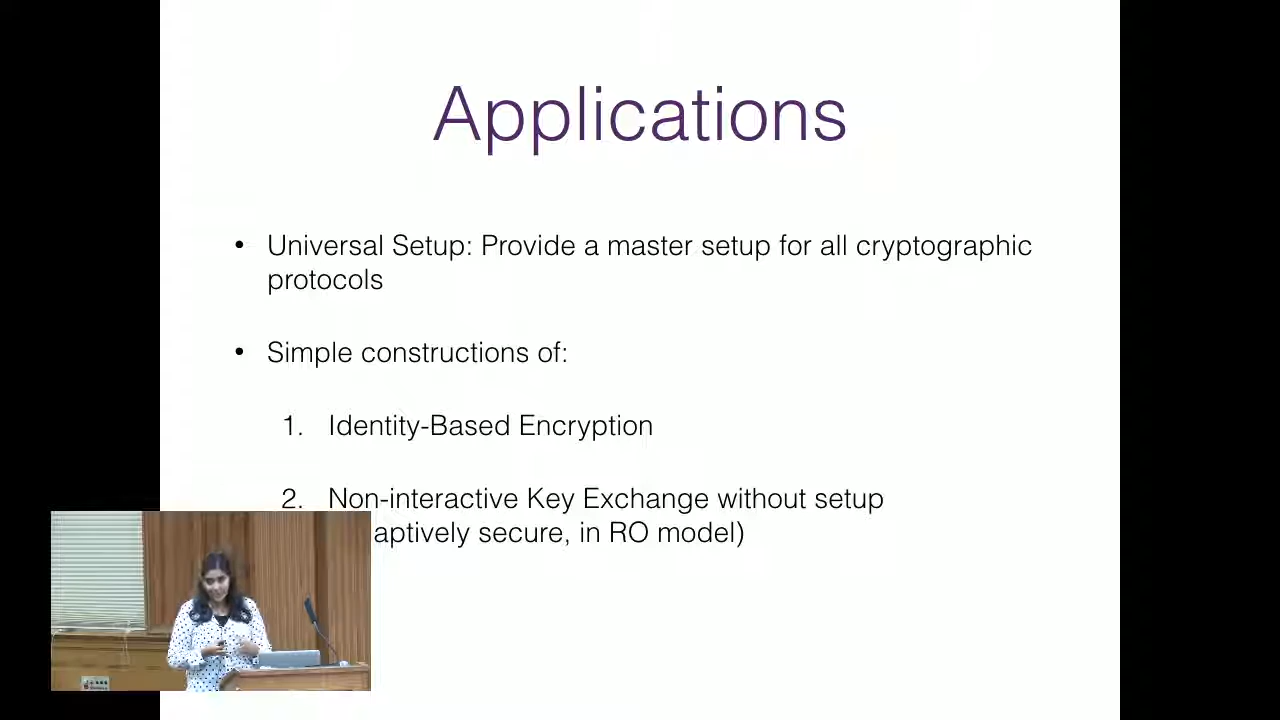 Applications
• Universal Setup: Provide a master setup for all cryptographic
protocols
• Simple constructions of:
1. Identity-Based Encryption
2. Non-interactive Key Exchange without setup
aptively secure, in RO model)